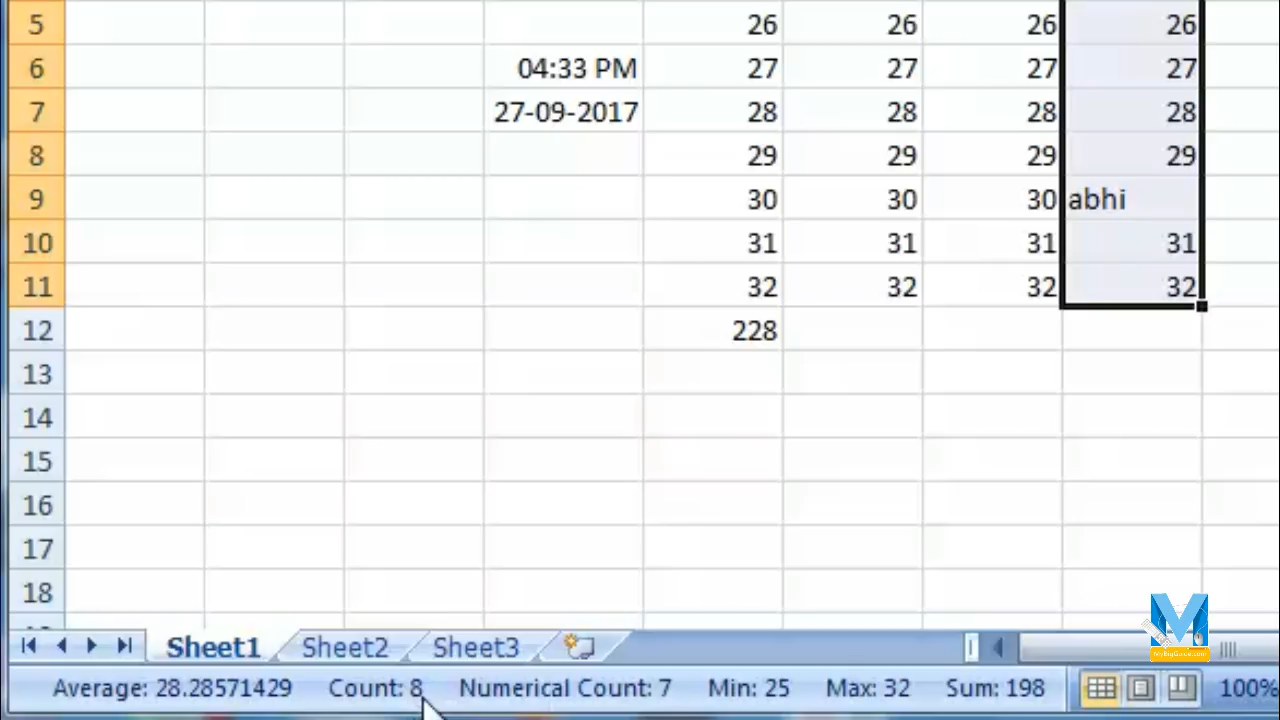 5 26 26 26 26
6 04:33 PM 27 27 27 27
7 27-09-2017 28 28 28 28
8 29 29 29 29
9 30 30 30 abhi
10 31 31 31 31
11 32 32 32 32
12 228
13
14
15
16
17
18
Sheet1 Sheet2 Sheet3
MyBigGuide.com
Average: 28.28571429 Count: 8 Numerical Count: 7 Min: 25 Max: 32 Sum: 198 100%